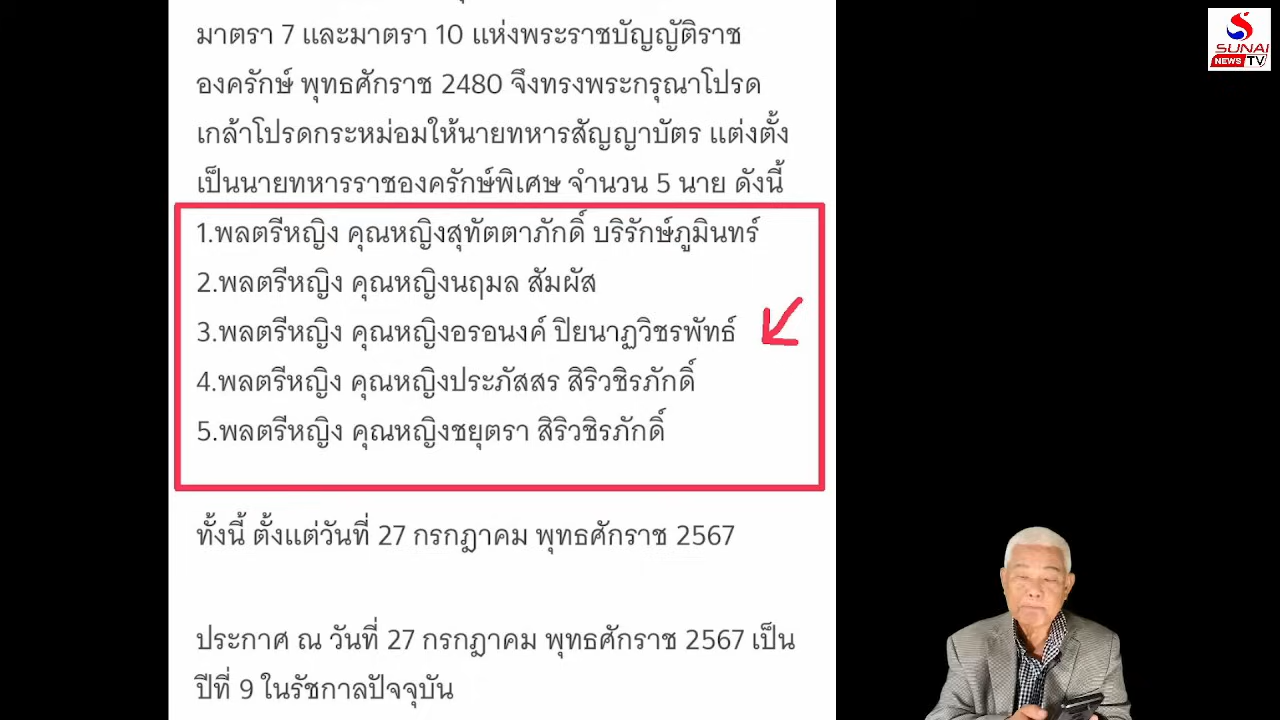 มาตรา 7 และมาตรา 10 แห่งพระราชบัญญัติราช
องครักษ์ พุทธศักราช 2480 จึงทรงพระกรุณาโปรด
เกล้าโปรดกระหม่อมให้นายทหารสัญญาบัตร แต่งตั้ง
เป็นนายทหารราชองครักษ์พิเศษ จำนวน 5 นาย ดังนี้
1.พลตรีหญิง คุณหญิงสุทัตตาภักดิ์ บริรักษ์ภูมินทร์
2.พลตรีหญิง คุณหญิงนฤมล สัมผัส
3.พลตรีหญิง คุณหญิงอรอนงค์ ปิยนาฏวิชรพัทธ์
4.พลตรีหญิง คุณหญิงประภัสสร สิริวชิรภักดิ์
5.พลตรีหญิง คุณหญิงชยุตรา สิริวชิรภักดิ์
ทั้งนี้ ตั้งแต่วันที่ 27 กรกฎาคม พุทธศักราช 2567
ประกาศ ณ วันที่ 27 กรกฎาคม พุทธศักราช 2567 เป็น
ปีที่ 9 ในรัชกาลปัจจุบัน
SUNAI
NEWS TV